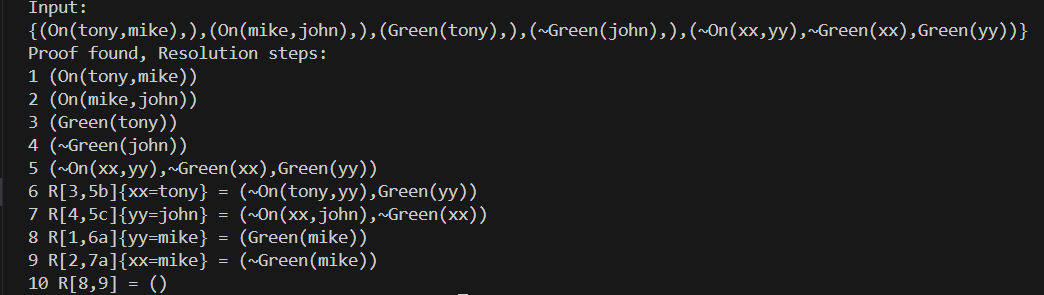 Input:
{(On(tony,mike),),(On(mike,john),),(Green(tony),),(~Green(john),),(~On(xx,yy),~Green(xx),Green(yy))}
Proof found, Resolution steps:
1 (On(tony,mike))
2 (On(mike,john))
3 (Green(tony))
4 (~Green(john))
5 (~On(xx,yy),~Green(xx),Green(yy))
6 R[3,5b]{xx=tony} = (~On(tony,yy),Green(yy))
7 R[4,5c]{yy=john} = (~On(xx,john),~Green(xx))
8 R[1,6a]{yy=mike} = (Green(mike))
9 R[2,7a]{xx=mike} = (~Green(mike))
10 R[8,9] = ()